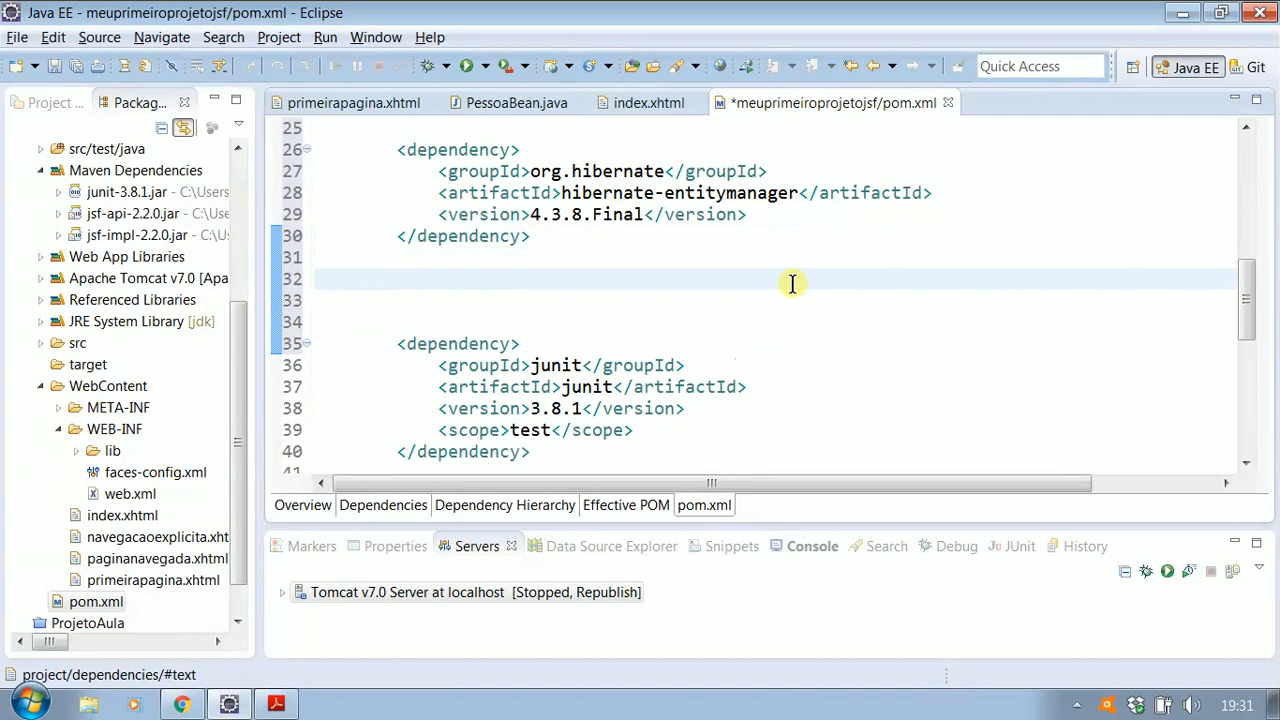 Java EE - meuprimeiroprojetojsf/pom.xml - Eclipse
File Edit Source Navigate Search Project Run Window Help
Quick Access
Java EE
Git
Project ...
Packag...
primeirapagina.xhtml
PessoaBean.java
index.xhtml
*meuprimeiroprojetojsf/pom.xml
src/test/java
Maven Dependencies
junit-3.8.1.jar - C:\Users
jsf-api-2.2.0.jar - C:\U
jsf-impl-2.2.0.jar - C:\U
Web App Libraries
Apache Tomcat v7.0 [Apa
Referenced Libraries
JRE System Library [jdk]
src
target
WebContent
META-INF
WEB-INF
lib
faces-config.xml
web.xml
index.xhtml
navegacaoexplicita.xht
paginanavegada.xhtml
primeirapagina.xhtml
pom.xml
ProjetoAula
25
26 <dependency>
27 <groupId>org.hibernate</groupId>
28 <artifactId>hibernate-entitymanager</artifactId>
29 <version>4.3.8.Final</version>
30 </dependency>
31
32
33
34
35 <dependency>
36 <groupId>junit</groupId>
37 <artifactId>junit</artifactId>
38 <version>3.8.1</version>
39 <scope>test</scope>
40 </dependency>
41
Overview Dependencies Dependency Hierarchy Effective POM pom.xml
Markers Properties Servers Data Source Explorer Snippets Console Search Debug JUnit History
Tomcat v7.0 Server at localhost [Stopped, Republish]
project/dependencies/#text
19:31